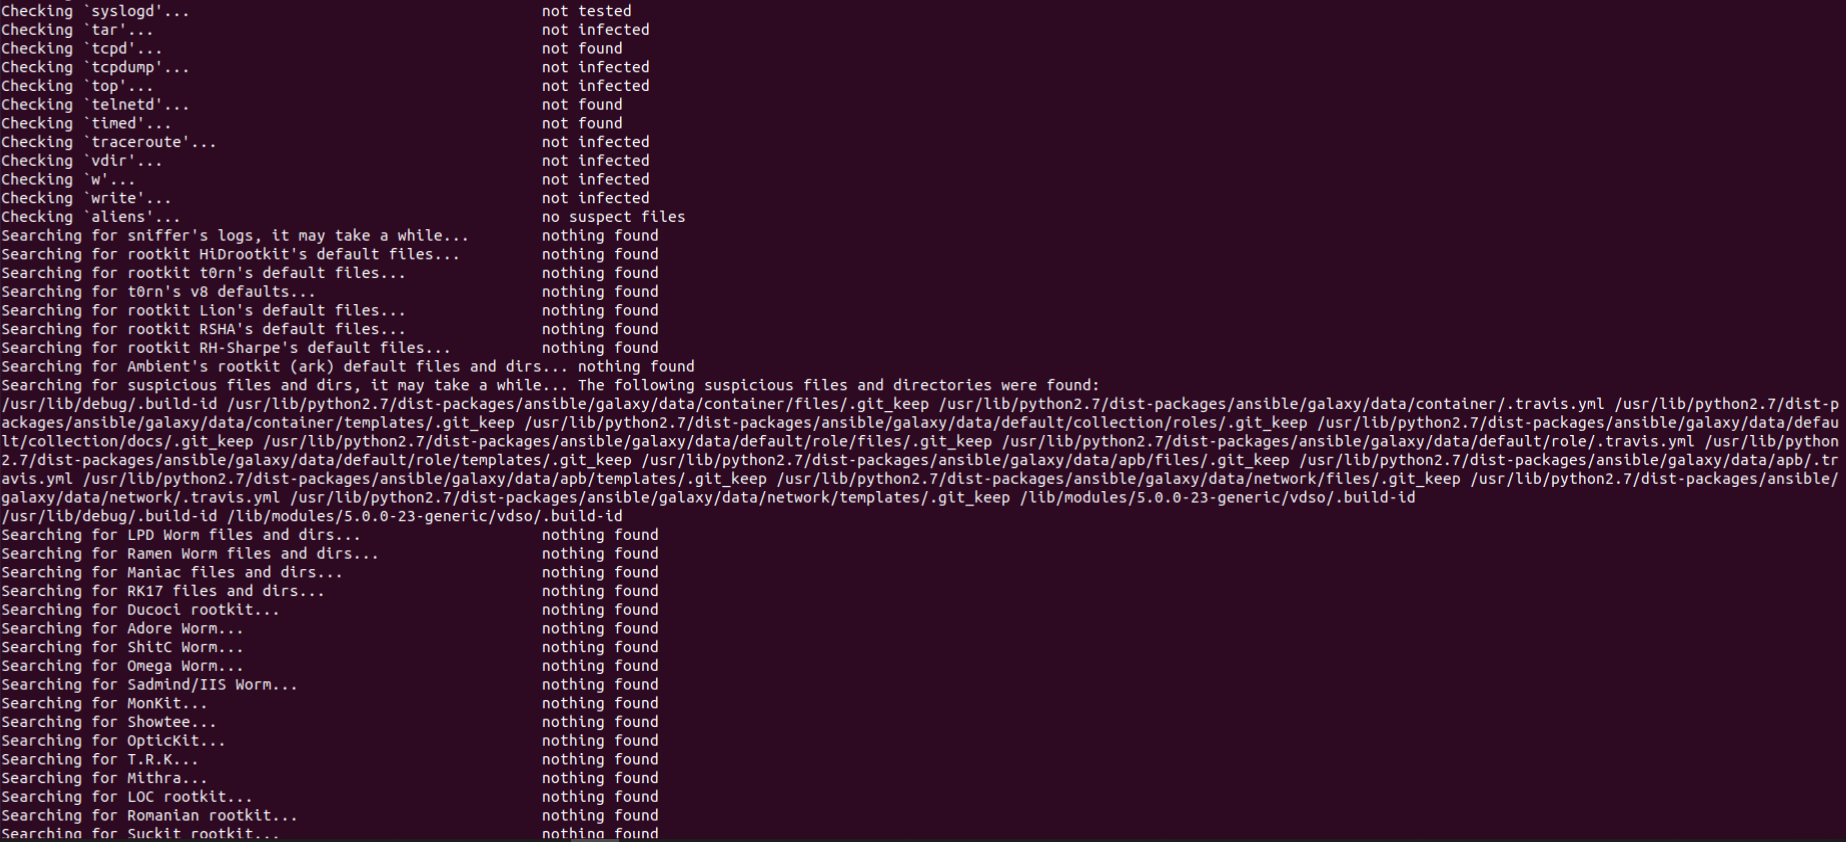 Checking `syslogd'... not tested
Checking `tar'... not infected
Checking `tcpd'... not found
Checking `tcpdump'... not infected
Checking `top'... not infected
Checking `telnetd'... not found
Checking `timed'... not found
Checking `traceroute'... not infected
Checking `vdir'... not infected
Checking `w'... not infected
Checking `write'... not infected
Checking `aliens'... no suspect files
Searching for sniffer's logs, it may take a while... nothing found
Searching for rootkit HiDrootkit's default files... nothing found
Searching for rootkit t0rn's default files... nothing found
Searching for t0rn's v8 defaults... nothing found
Searching for rootkit Lion's default files... nothing found
Searching for rootkit RSHA's default files... nothing found
Searching for rootkit RH-Sharpe's default files... nothing found
Searching for Ambient's rootkit (ark) default files and dirs... nothing found
Searching for suspicious files and dirs, it may take a while... The following suspicious files and directories were found:
/usr/lib/debug/.build-id /usr/lib/python2.7/dist-packages/ansible/galaxy/data/container/files/.git_keep /usr/lib/python2.7/dist-packages/ansible/galaxy/data/container/.travis.yml /usr/lib/python2.7/dist-p
ackages/ansible/galaxy/data/container/templates/.git_keep /usr/lib/python2.7/dist-packages/ansible/galaxy/data/default/collection/roles/.git_keep /usr/lib/python2.7/dist-packages/ansible/galaxy/data/defau
lt/collection/docs/.git_keep /usr/lib/python2.7/dist-packages/ansible/galaxy/data/default/role/files/.git_keep /usr/lib/python2.7/dist-packages/ansible/galaxy/data/default/role/.travis.yml /usr/lib/python
2.7/dist-packages/ansible/galaxy/data/default/role/templates/.git_keep /usr/lib/python2.7/dist-packages/ansible/galaxy/data/apb/files/.git_keep /usr/lib/python2.7/dist-packages/ansible/galaxy/data/apb/.tr
avis.yml /usr/lib/python2.7/dist-packages/ansible/galaxy/data/apb/templates/.git_keep /usr/lib/python2.7/dist-packages/ansible/galaxy/data/network/files/.git_keep /usr/lib/python2.7/dist-packages/ansible/
galaxy/data/network/.travis.yml /usr/lib/python2.7/dist-packages/ansible/galaxy/data/network/templates/.git_keep /lib/modules/5.0.0-23-generic/vdso/.build-id
/usr/lib/debug/.build-id /lib/modules/5.0.0-23-generic/vdso/.build-id
Searching for LPD Worm files and dirs... nothing found
Searching for Ramen Worm files and dirs... nothing found
Searching for Maniac files and dirs... nothing found
Searching for RK17 files and dirs... nothing found
Searching for Ducoci rootkit... nothing found
Searching for Adore Worm... nothing found
Searching for ShitC Worm... nothing found
Searching for Omega Worm... nothing found
Searching for Sadmind/IIS Worm... nothing found
Searching for MonKit... nothing found
Searching for Showtee... nothing found
Searching for OpticKit... nothing found
Searching for T.R.K... nothing found
Searching for Mithra... nothing found
Searching for LOC rootkit... nothing found
Searching for Romanian rootkit... nothing found
Searching for Suckit rootkit... nothing found